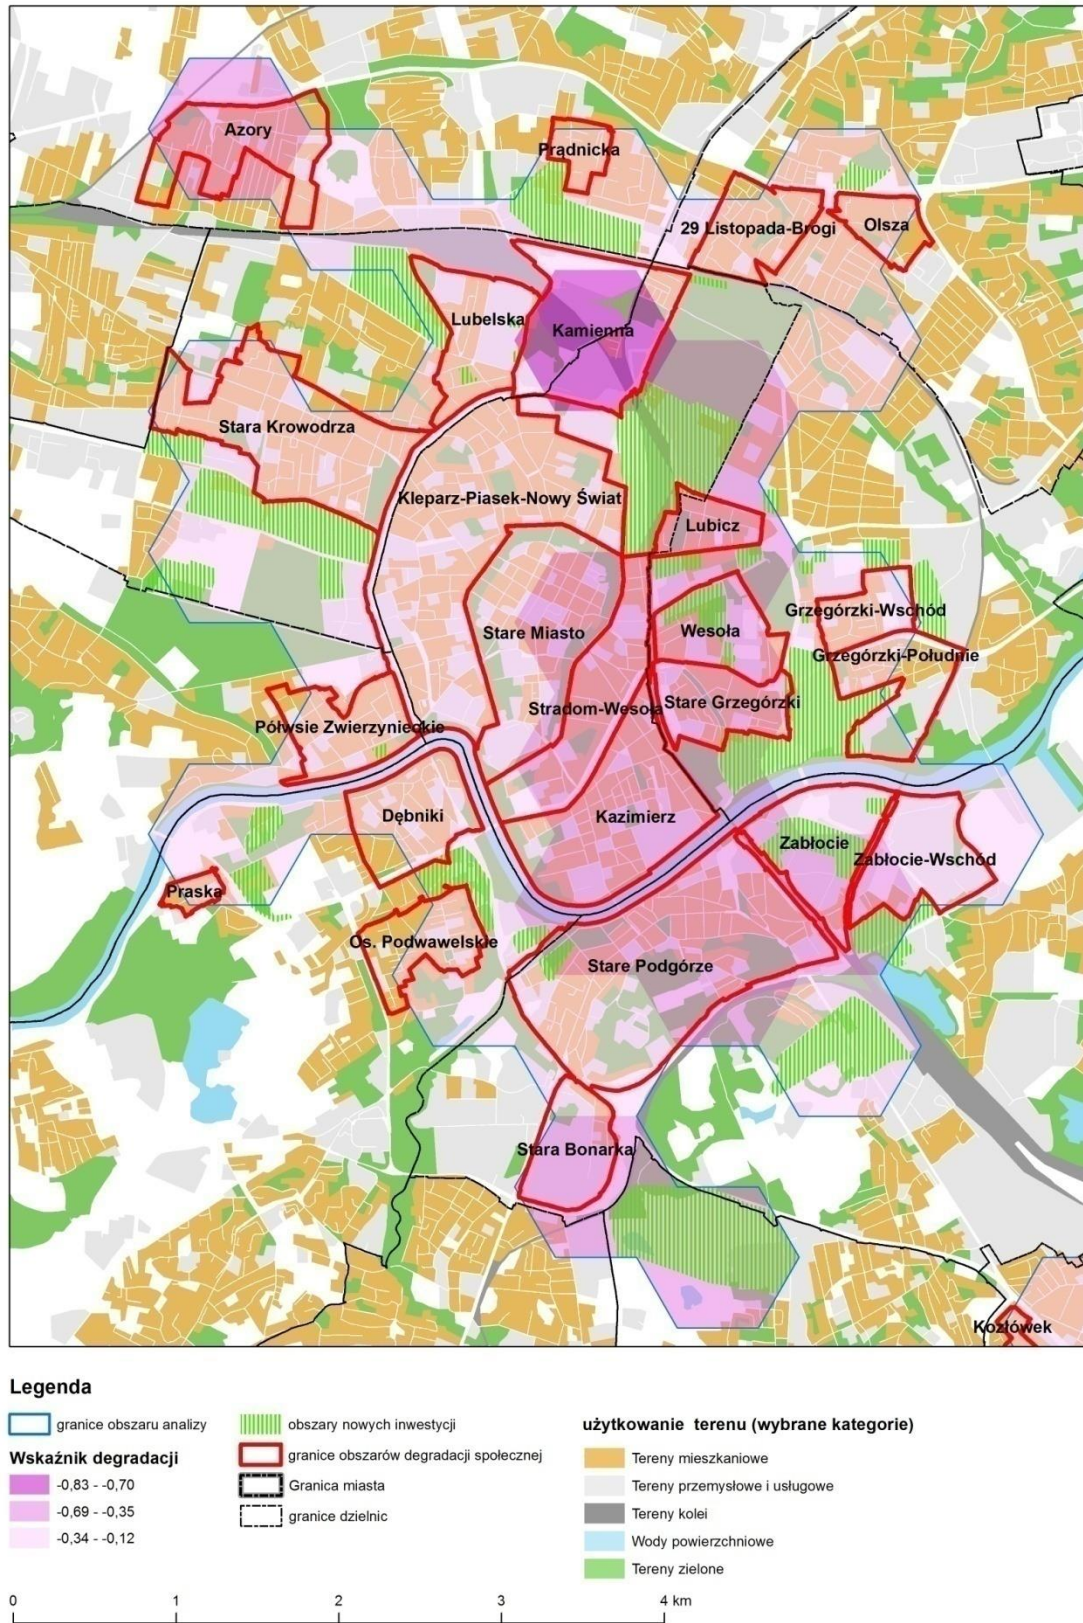 Azory
Prądnicka
29 Listopada-Brogi
Olsza
Lubelska
Kamienna
Stara Krowodrza
Kleparz-Piasek-Nowy Świat
Lubicz
Stare Miasto
Wesoła
Grzegórzki-Wschód
Grzegórzki-Południe
Stradom-Wesoła
Stare Grzegórzki
Półwsie Zwierzynieckie
Dębniki
Kazimierz
Zabłocie
Zabłocie-Wschód
Praska
Os. Podwawelskie
Stare Podgórze
Stara Bonarka
Kozłówek
Legenda
granice obszaru analizy
Wskaźnik degradacji
-0,83 - -0,70
-0,69 - -0,35
-0,34 - -0,12
obszary nowych inwestycji
granice obszarów degradacji społecznej
Granica miasta
granice dzielnic
użytkowanie terenu (wybrane kategorie)
Tereny mieszkaniowe
Tereny przemysłowe i usługowe
Tereny kolei
Wody powierzchniowe
Tereny zielone
0 1 2 3 4 km